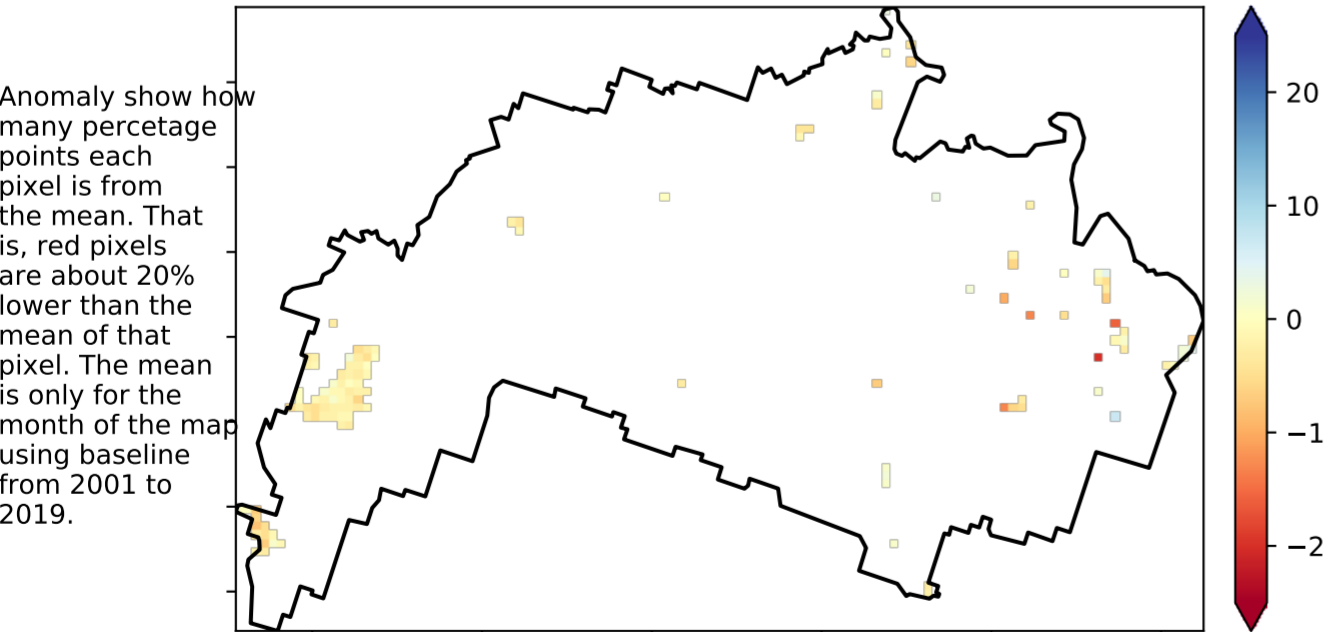 Anomaly show how
many percetage
points each
pixel is from
the mean. That
is, red pixels
are about 20%
lower than the
mean of that
pixel. The mean
is only for the
month of the map
using baseline
from 2001 to
2019.
20
10
0
−1
−2